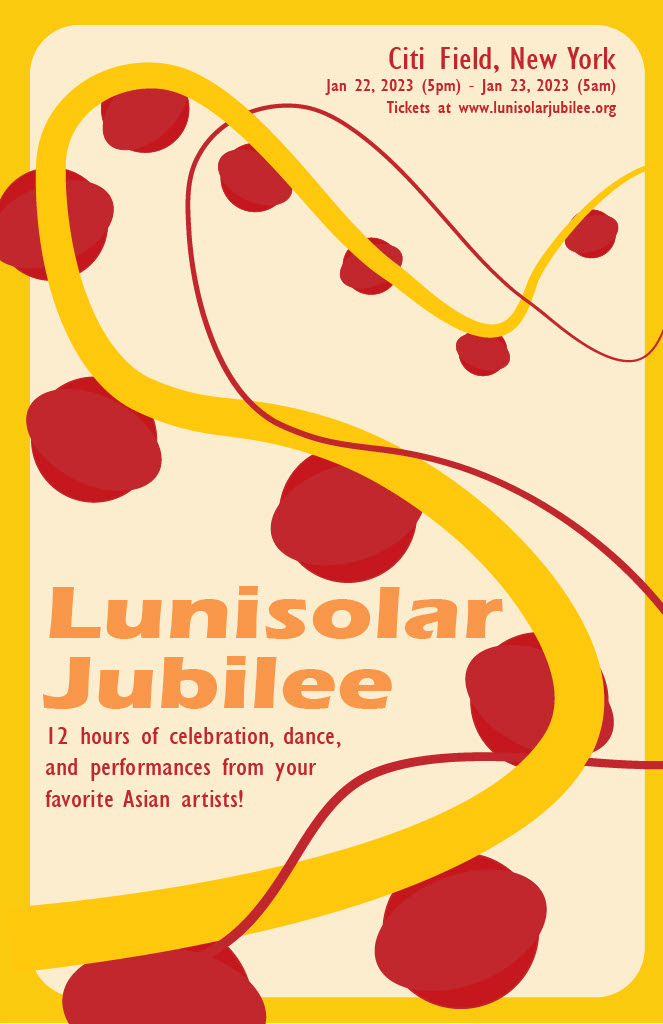 Citi Field, New York
Jan 22, 2023 (5pm) - Jan 23, 2023 (5am)
Tickets at www.lunisolarjubilee.org
Lunisolar
Jubilee
12 hours of celebration, dance,
and performances from your
favorite Asian artists!